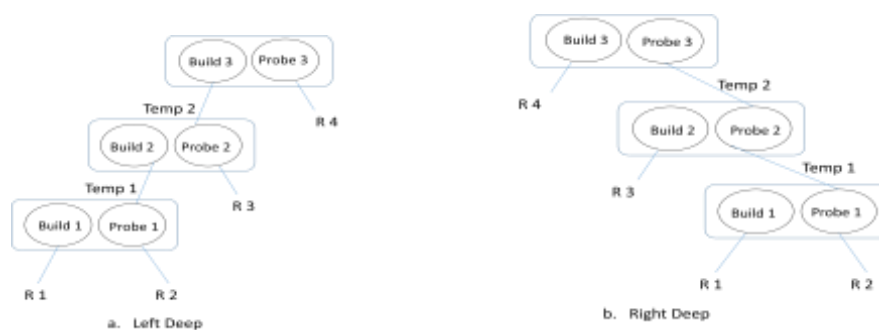 Build 3 Probe 3
Temp 2
R 4
Build 2 Probe 2
Temp 1
R 3
Build 1 Probe 1
R 1 R 2
a. Left Deep
Build 3 Probe 3
Temp 2
R 4
Build 2 Probe 2
Temp 1
R 3
Build 1 Probe 1
R 1 R 2
b. Right Deep